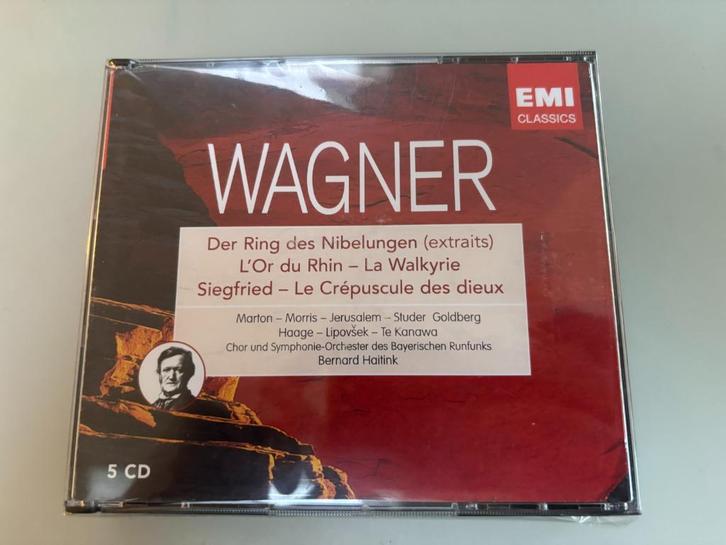 EMI
CLASSICS
WAGNER
Der Ring des Nibelungen (extraits)
L'Or du Rhin – La Walkyrie
Siegfried – Le Crépuscule des dieux
Marton – Morris – Jerusalem – Studer Goldberg
Haage – Lipovšek – Te Kanawa
Chor und Symphonie-Orchester des Bayerischen Runfunks
Bernard Haitink
5 CD